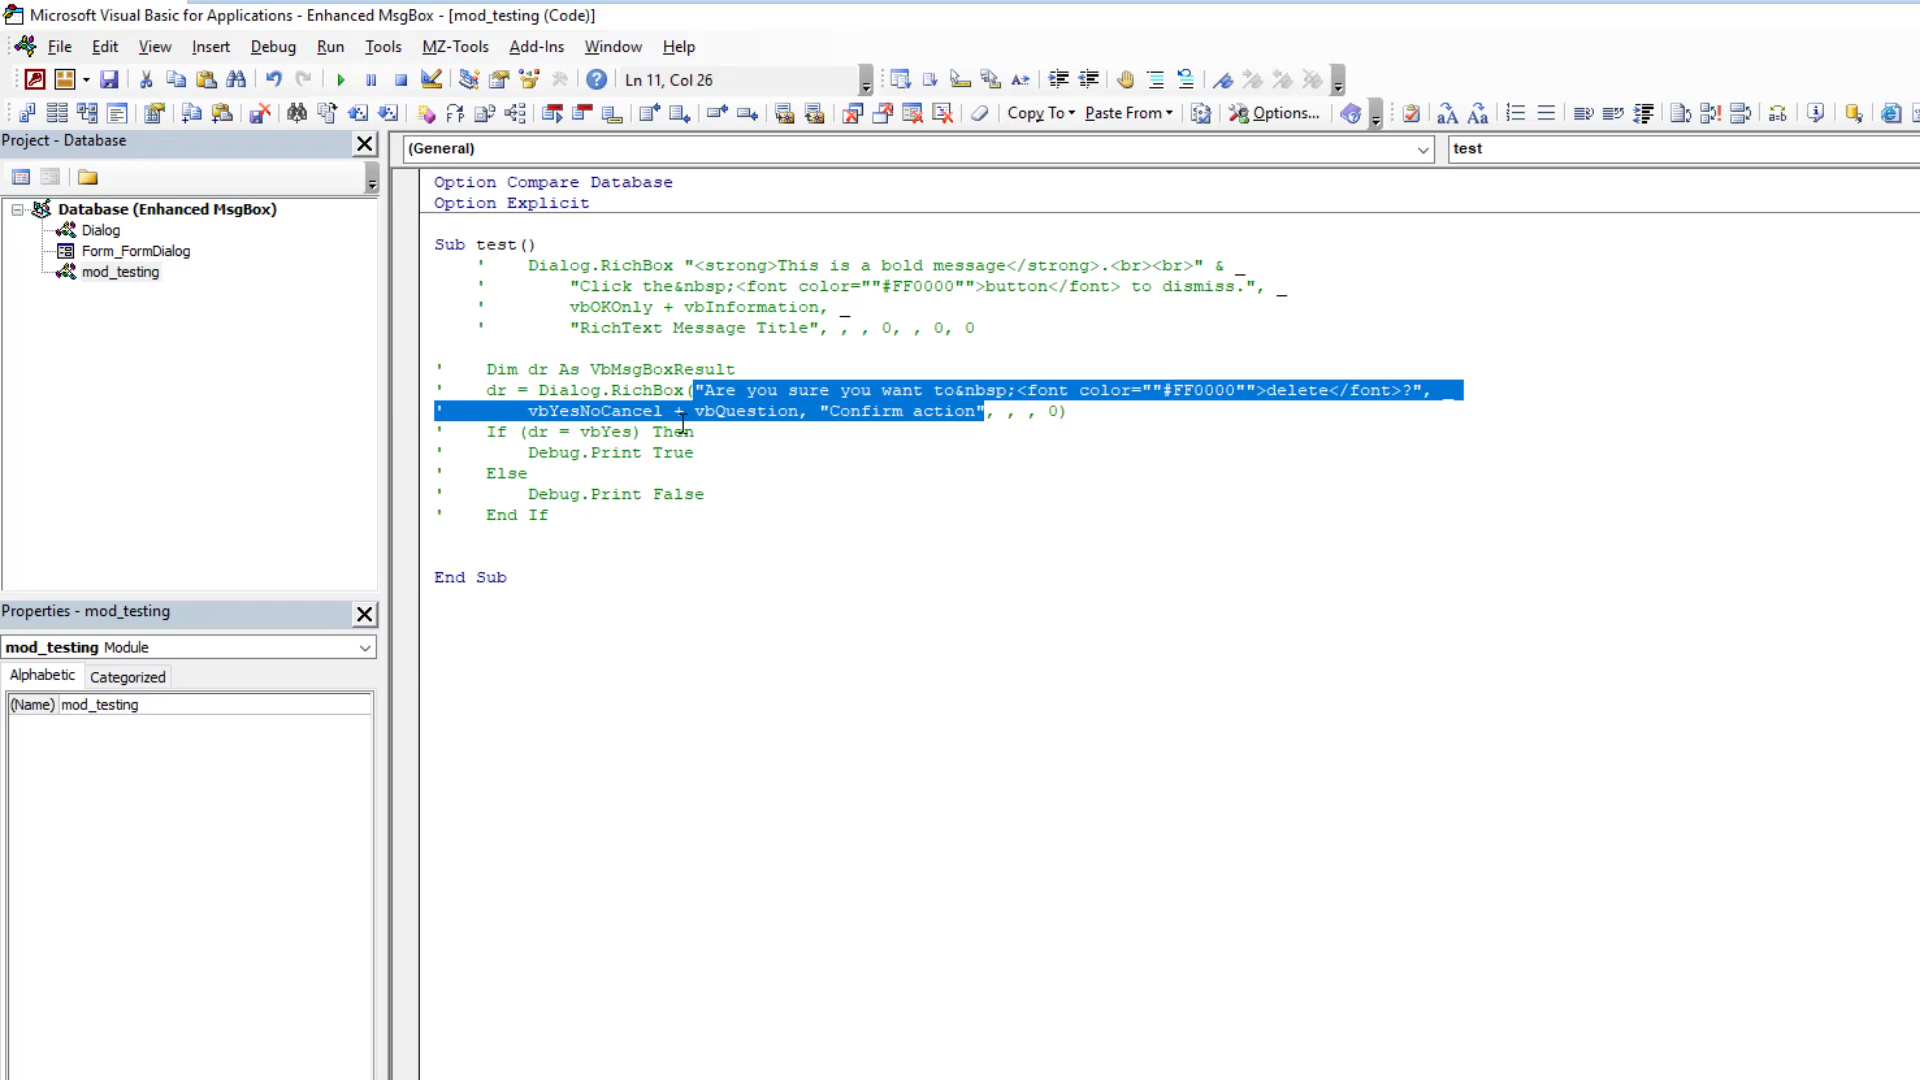 Microsoft Visual Basic for Applications - Enhanced MsgBox - [mod_testing (Code)]
File Edit View Insert Debug Run Tools MZ-Tools Add-Ins Window Help
Ln 11, Col 26
Copy To Paste From Options...
Project - Database
(General) test
Database (Enhanced MsgBox)
Dialog
Form_FormDialog
mod_testing
Option Compare Database
Option Explicit
Sub test()
' Dialog.RichBox "<strong>This is a bold message</strong>.<br><br>" & _
' "Click the&nbsp;<font color=""#FF0000"">button</font> to dismiss.", _
' vbOKOnly + vbInformation, _
' "RichText Message Title", , , 0, , 0, 0
' Dim dr As VbMsgBoxResult
' dr = Dialog.RichBox("Are you sure you want to&nbsp;<font color=""#FF0000"">delete</font>?", _
' vbYesNoCancel + vbQuestion, "Confirm action", , , 0)
' If (dr = vbYes) Then
' Debug.Print True
' Else
' Debug.Print False
' End If
End Sub
Properties - mod_testing
mod_testing Module
Alphabetic Categorized
(Name) mod_testing